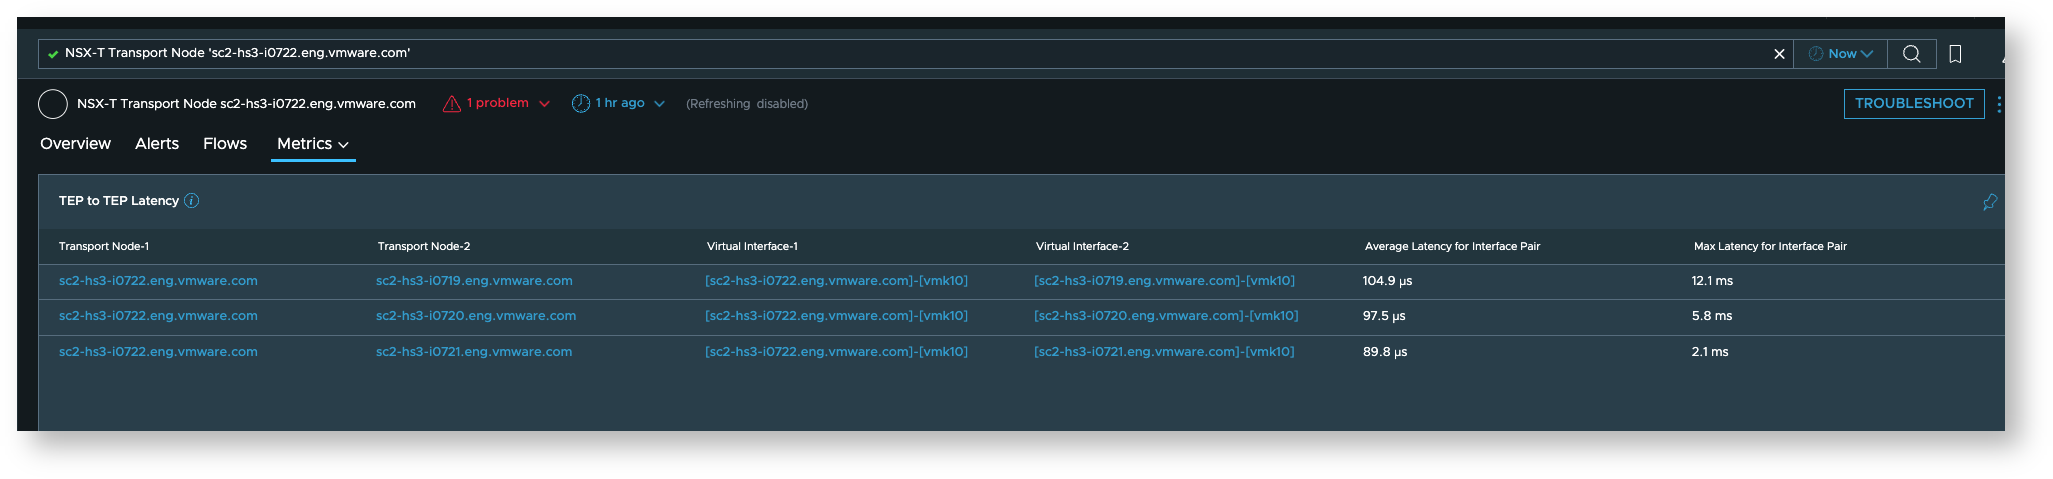 NSX-T Transport Node 'sc2-hs3-i0722.eng.vmware.com' Now
NSX-T Transport Node sc2-hs3-i0722.eng.vmware.com 1 problem 1 hr ago (Refreshing disabled) TROUBLESHOOT
Overview Alerts Flows Metrics
TEP to TEP Latency
Transport Node-1 Transport Node-2 Virtual Interface-1 Virtual Interface-2 Average Latency for Interface Pair Max Latency for Interface Pair
sc2-hs3-i0722.eng.vmware.com sc2-hs3-i0719.eng.vmware.com [sc2-hs3-i0722.eng.vmware.com]-[vmk10] [sc2-hs3-i0719.eng.vmware.com]-[vmk10] 104.9 µs 12.1 ms
sc2-hs3-i0722.eng.vmware.com sc2-hs3-i0720.eng.vmware.com [sc2-hs3-i0722.eng.vmware.com]-[vmk10] [sc2-hs3-i0720.eng.vmware.com]-[vmk10] 97.5 µs 5.8 ms
sc2-hs3-i0722.eng.vmware.com sc2-hs3-i0721.eng.vmware.com [sc2-hs3-i0722.eng.vmware.com]-[vmk10] [sc2-hs3-i0721.eng.vmware.com]-[vmk10] 89.8 µs 2.1 ms